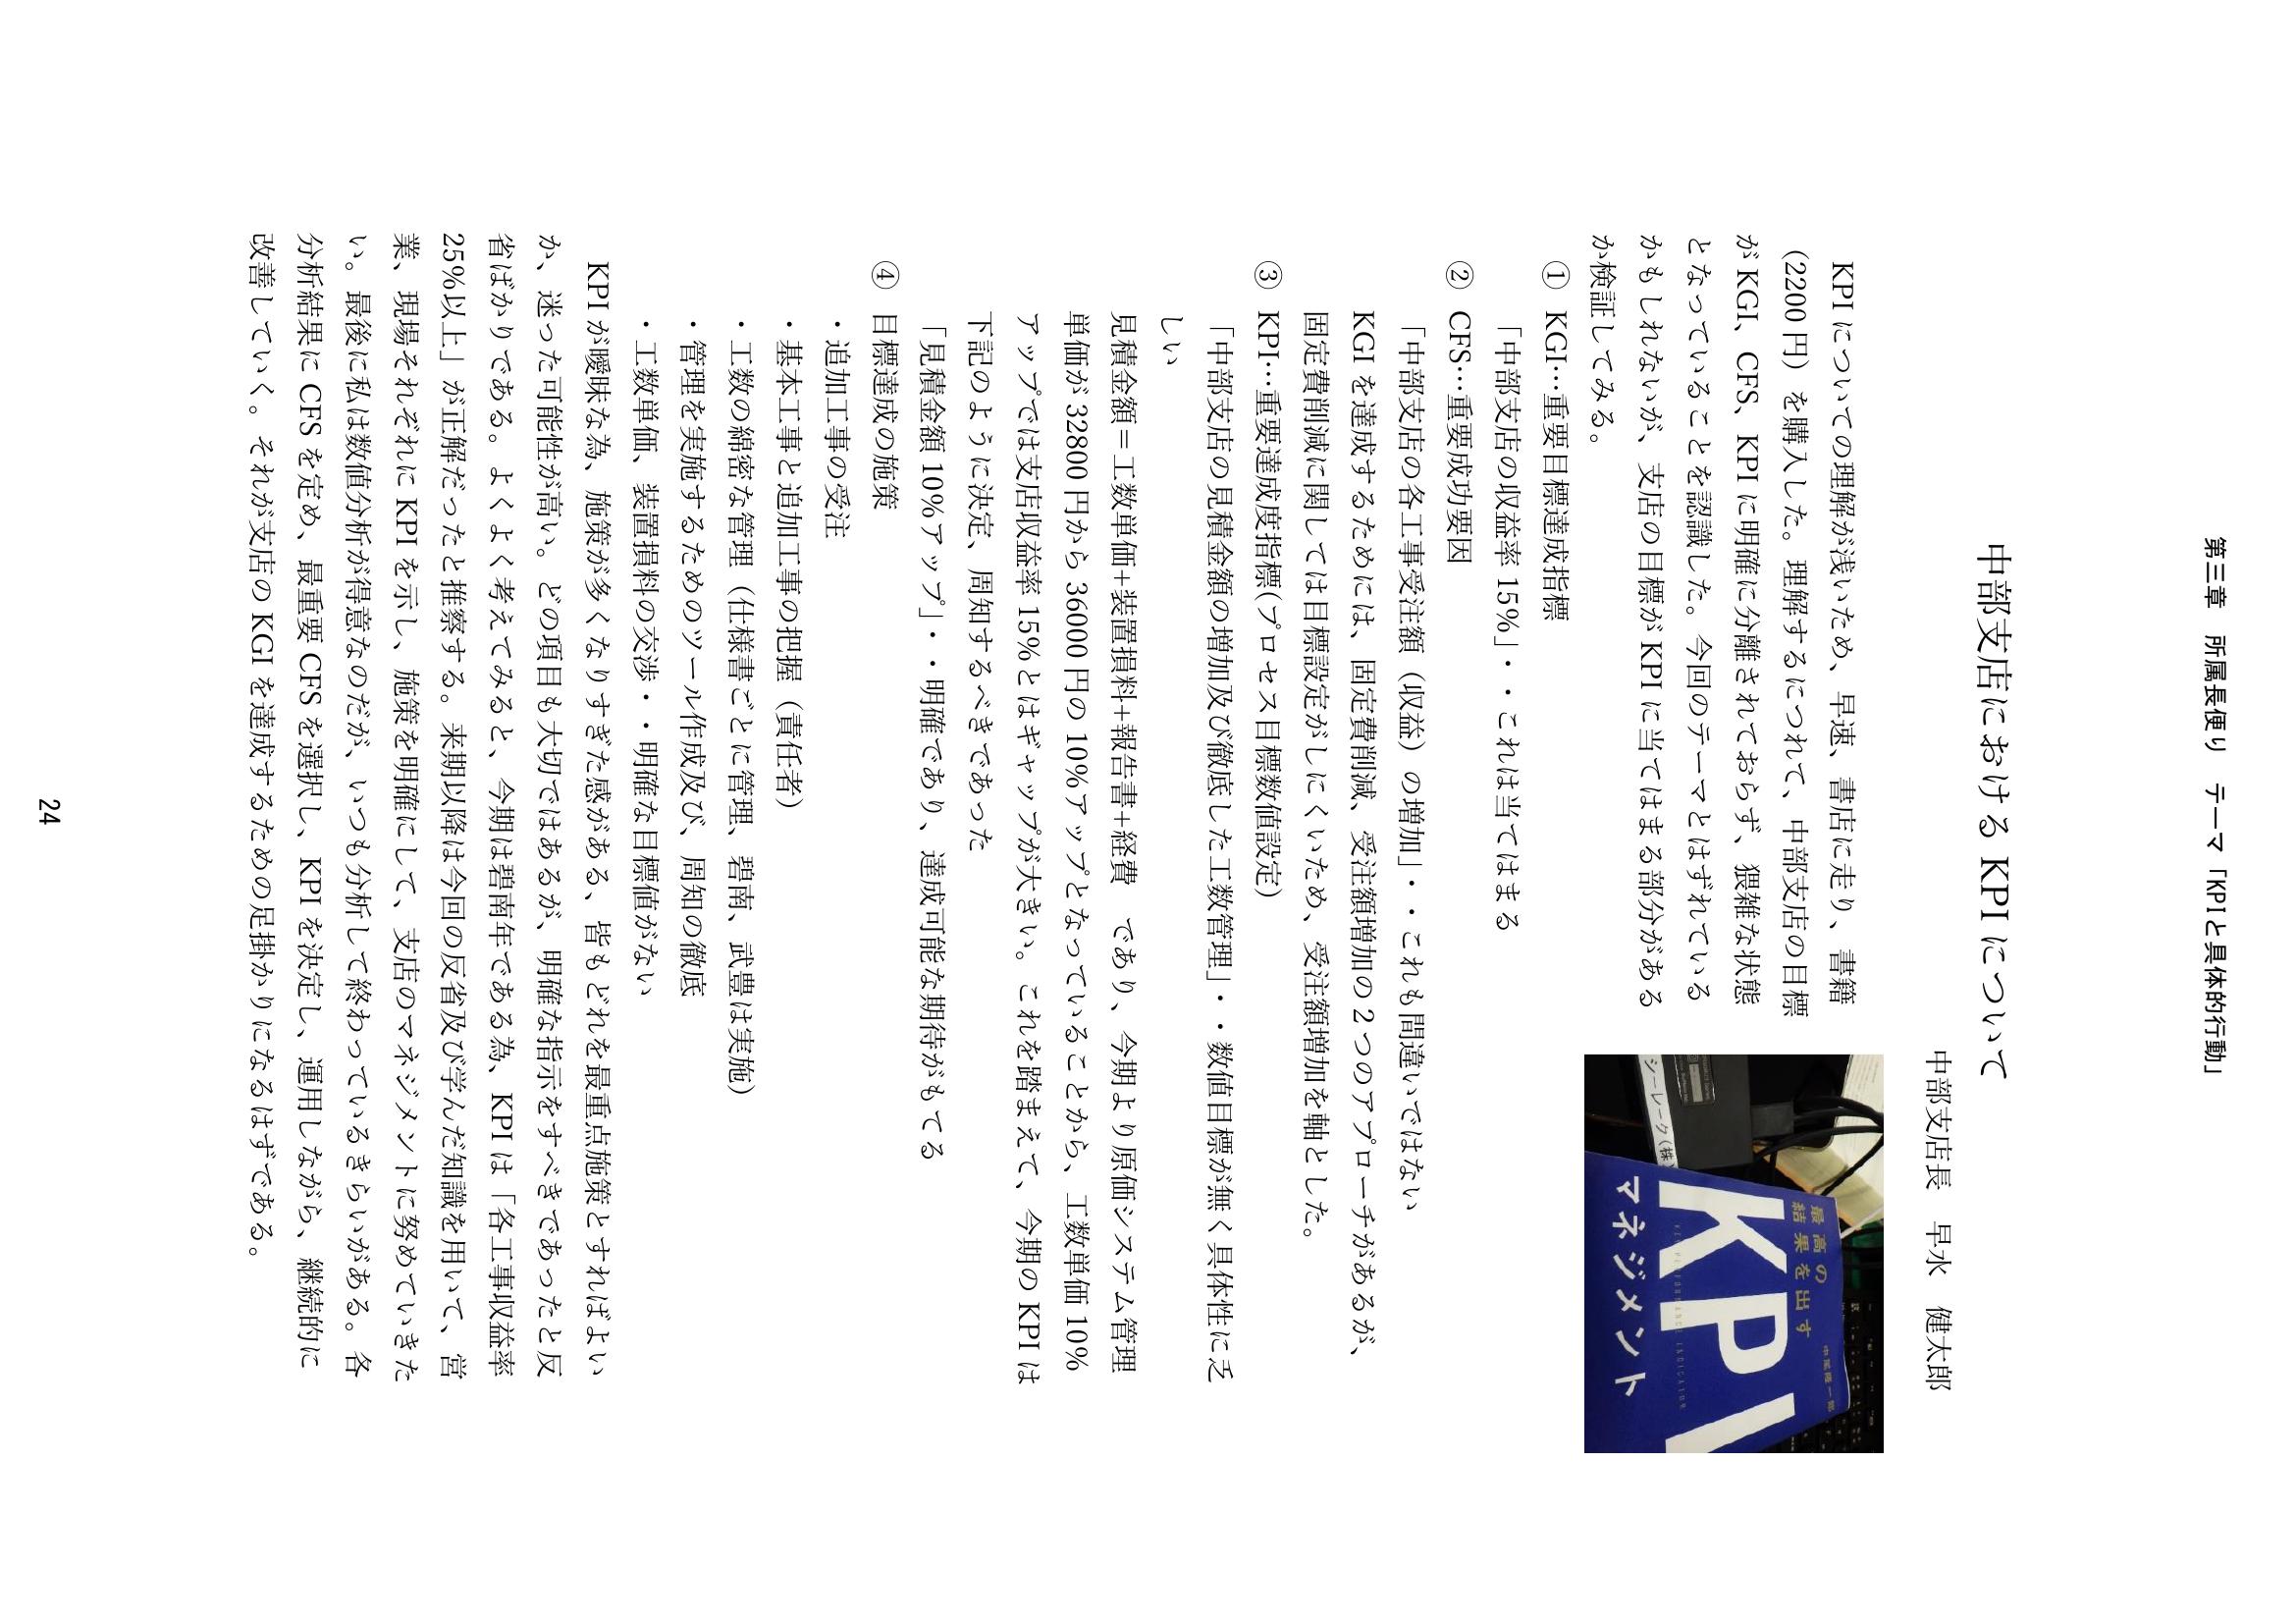 第三章　所属長便り　テーマ「KPIと具体的行動」
中部支店における KPI について
中部支店長　早水　健太郎
KPI についての理解が浅いため、早速、書店に走り、書籍
(2200 円）を購入した。理解するにつれて、中部支店の目標
が KGI、CFS、KPI に明確に分離されておらず、猥雑な状態
となっていることを認識した。今回のテーマとはずれている
かもしれないが、支店の目標が KPI に当てはまる部分がある
か検証してみる。
シーレーク(株)
最高の
結果を出す
中尾隆一郎
KPI
KEY PERFORMANCE INDICATOR
マネジメント
① KGI…重要目標達成指標
「中部支店の収益率 15%」・・これは当てはまる
② CFS…重要成功要因
「中部支店の各工事受注額（収益）の増加」・・これも間違いではない
KGI を達成するためには、固定費削減、受注額増加の 2 つのアプローチがあるが、
固定費削減に関しては目標設定がしにくいため、受注額増加を軸とした。
③ KPI…重要達成度指標(プロセス目標数値設定)
「中部支店の見積金額の増加及び徹底した工数管理」・・数値目標が無く具体性に乏
しい
見積金額＝工数単価+装置損料+報告書+経費　であり、今期より原価システム管理
単価が 32800 円から 36000 円の 10%アップとなっていることから、工数単価 10%
アップでは支店収益率 15%とはギャップが大きい。これを踏まえて、今期の KPI は
下記のように決定、周知するべきであった
「見積金額 10%アップ」・・明確であり、達成可能な期待がもてる
④ 目標達成の施策
・追加工事の受注
・基本工事と追加工事の把握（責任者）
・工数の綿密な管理（仕様書ごとに管理、碧南、武豊は実施）
・管理を実施するためのツール作成及び、周知の徹底
・工数単価、装置損料の交渉・・明確な目標値がない
KPI が曖昧な為、施策が多くなりすぎた感がある、皆もどれを最重点施策とすればよい
か、迷った可能性が高い。どの項目も大切ではあるが、明確な指示をすべきであったと反
省ばかりである。よくよく考えてみると、今期は碧南年である為、KPI は「各工事収益率
25%以上」が正解だったと推察する。来期以降は今回の反省及び学んだ知識を用いて、営
業、現場それぞれに KPI を示し、施策を明確にして、支店のマネジメントに努めていきた
い。最後に私は数値分析が得意なのだが、いつも分析して終わっているきらいがある。各
分析結果に CFS を定め、最重要 CFS を選択し、KPI を決定し、運用しながら、継続的に
改善していく。それが支店の KGI を達成するための足掛かりになるはずである。
24